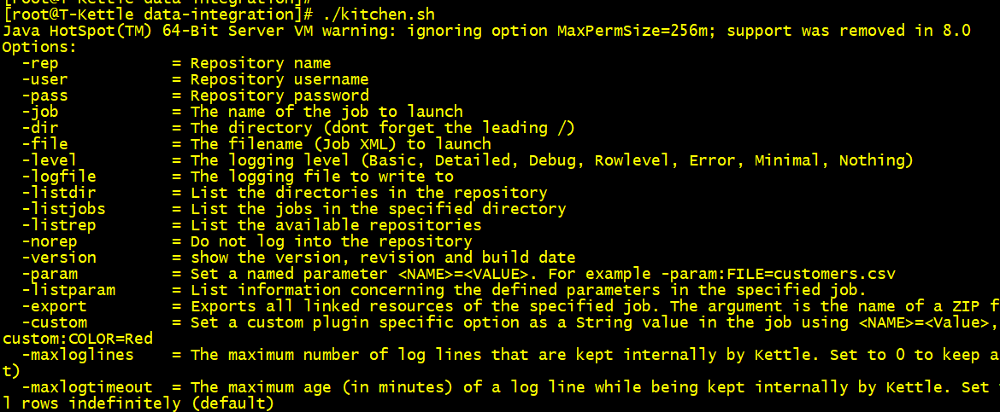 [root@T-Kettle data-integration]#
[root@T-Kettle data-integration]# ./kitchen.sh
Java HotSpot(TM) 64-Bit Server VM warning: ignoring option MaxPermSize=256m; support was removed in 8.0
Options:
  -rep            = Repository name
  -user           = Repository username
  -pass           = Repository password
  -job            = The name of the job to launch
  -dir            = The directory (dont forget the leading /)
  -file           = The filename (Job XML) to launch
  -level          = The logging level (Basic, Detailed, Debug, Rowlevel, Error, Minimal, Nothing)
  -logfile        = The logging file to write to
  -listdir        = List the directories in the repository
  -listjobs       = List the jobs in the specified directory
  -listrep        = List the available repositories
  -norep          = Do not log into the repository
  -version        = show the version, revision and build date
  -param          = Set a named parameter <NAME>=<VALUE>. For example -param:FILE=customers.csv
  -listparam      = List information concerning the defined parameters in the specified job.
  -export         = Exports all linked resources of the specified job. The argument is the name of a ZIP f
  -custom         = Set a custom plugin specific option as a String value in the job using <NAME>=<Value>,
custom:COLOR=Red
  -maxloglines    = The maximum number of log lines that are kept internally by Kettle. Set to 0 to keep a
t)
  -maxlogtimeout  = The maximum age (in minutes) of a log line while being kept internally by Kettle. Set
l rows indefinitely (default)